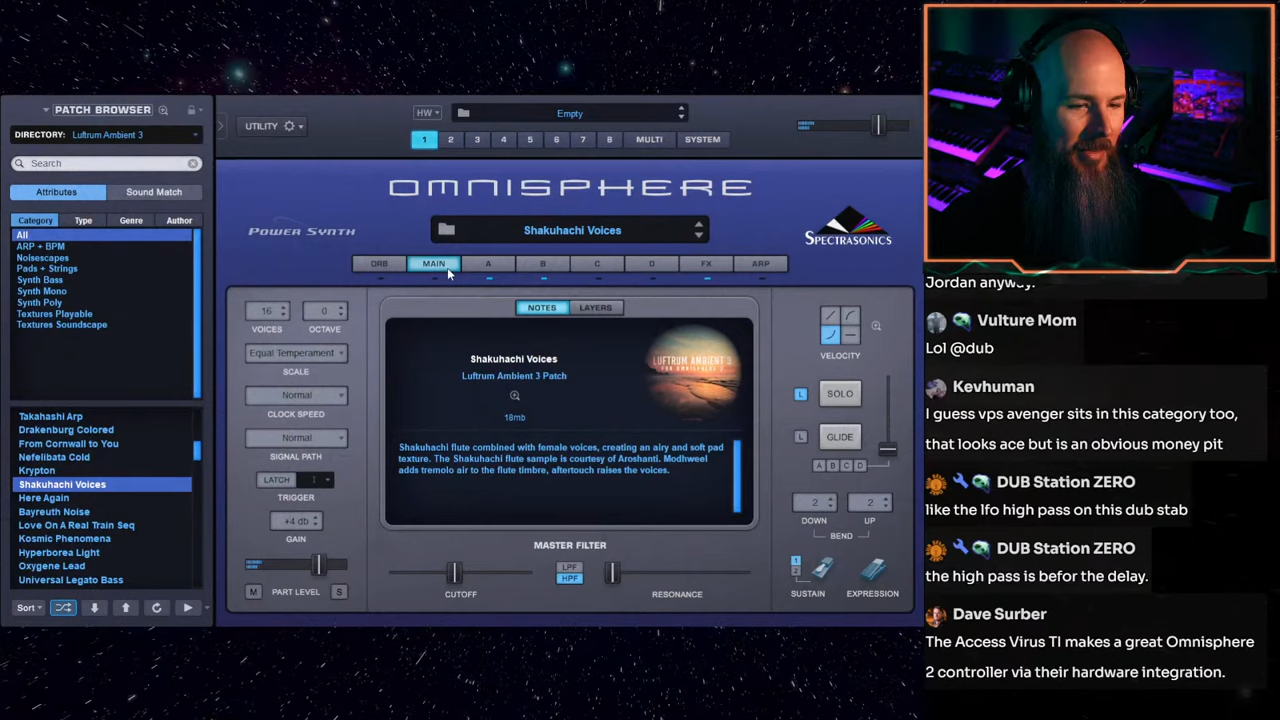 PATCH BROWSER
DIRECTORY: Luftrum Ambient 3
Search
Attributes
Sound Match
Category
Type
Genre
Author
All
ARP + BPM
Noisescapes
Pads + Strings
Synth Bass
Synth Mono
Synth Poly
Textures Playable
Textures Soundscape
Takahashi Arp
Drakenburg Colored
From Cornwall to You
Nefelibata Cold
Krypton
Shakuhachi Voices
Here Again
Bayreuth Noise
Love On A Real Train Seq
Kosmic Phenomena
Hyperborea Light
Oxygene Lead
Universal Legato Bass
Sort
UTILITY
HW
Empty
1 2 3 4 5 6 7 8 MULTI SYSTEM
OMNISPHERE
POWER SYNTH
Shakuhachi Voices
SPECTRASONICS
ORB MAIN A B C D FX ARP
16
0
VOICES
OCTAVE
Equal Temperament
SCALE
Normal
CLOCK SPEED
Normal
SIGNAL PATH
LATCH
1
TRIGGER
+4 db
GAIN
M PART LEVEL S
NOTES
LAYERS
Shakuhachi Voices
Luftrum Ambient 3 Patch
18mb
LUFTRUM AMBIENT 3
FOR OMNISPHERE 2
Shakuhachi flute combined with female voices, creating an airy and soft pad
texture. The Shakuhachi flute sample is courtesy of Aroshanti. Modhweel
adds tremolo air to the flute timbre, aftertouch raises the voices.
MASTER FILTER
LPF
HPF
CUTOFF
RESONANCE
VELOCITY
L SOLO
L GLIDE
A B C D
2
2
DOWN
UP
BEND
1
2
SUSTAIN
EXPRESSION
Jordan anyway.
Vulture Mom
Lol @dub
Kevhuman
I guess vps avenger sits in this category too,
that looks ace but is an obvious money pit
DUB Station ZERO
like the lfo high pass on this dub stab
DUB Station ZERO
the high pass is befor the delay.
Dave Surber
The Access Virus TI makes a great Omnisphere
2 controller via their hardware integration.